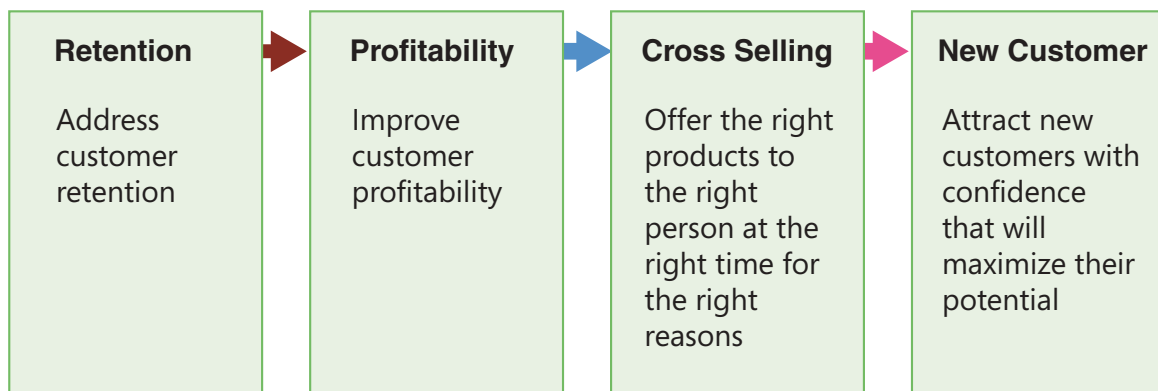 Retention
Address
customer
retention
Profitability
Improve
customer
profitability
Cross Selling
Offer the right
products to
the right
person at the
right time for
the right
reasons
New Customer
Attract new
customers with
confidence
that will
maximize their
potential